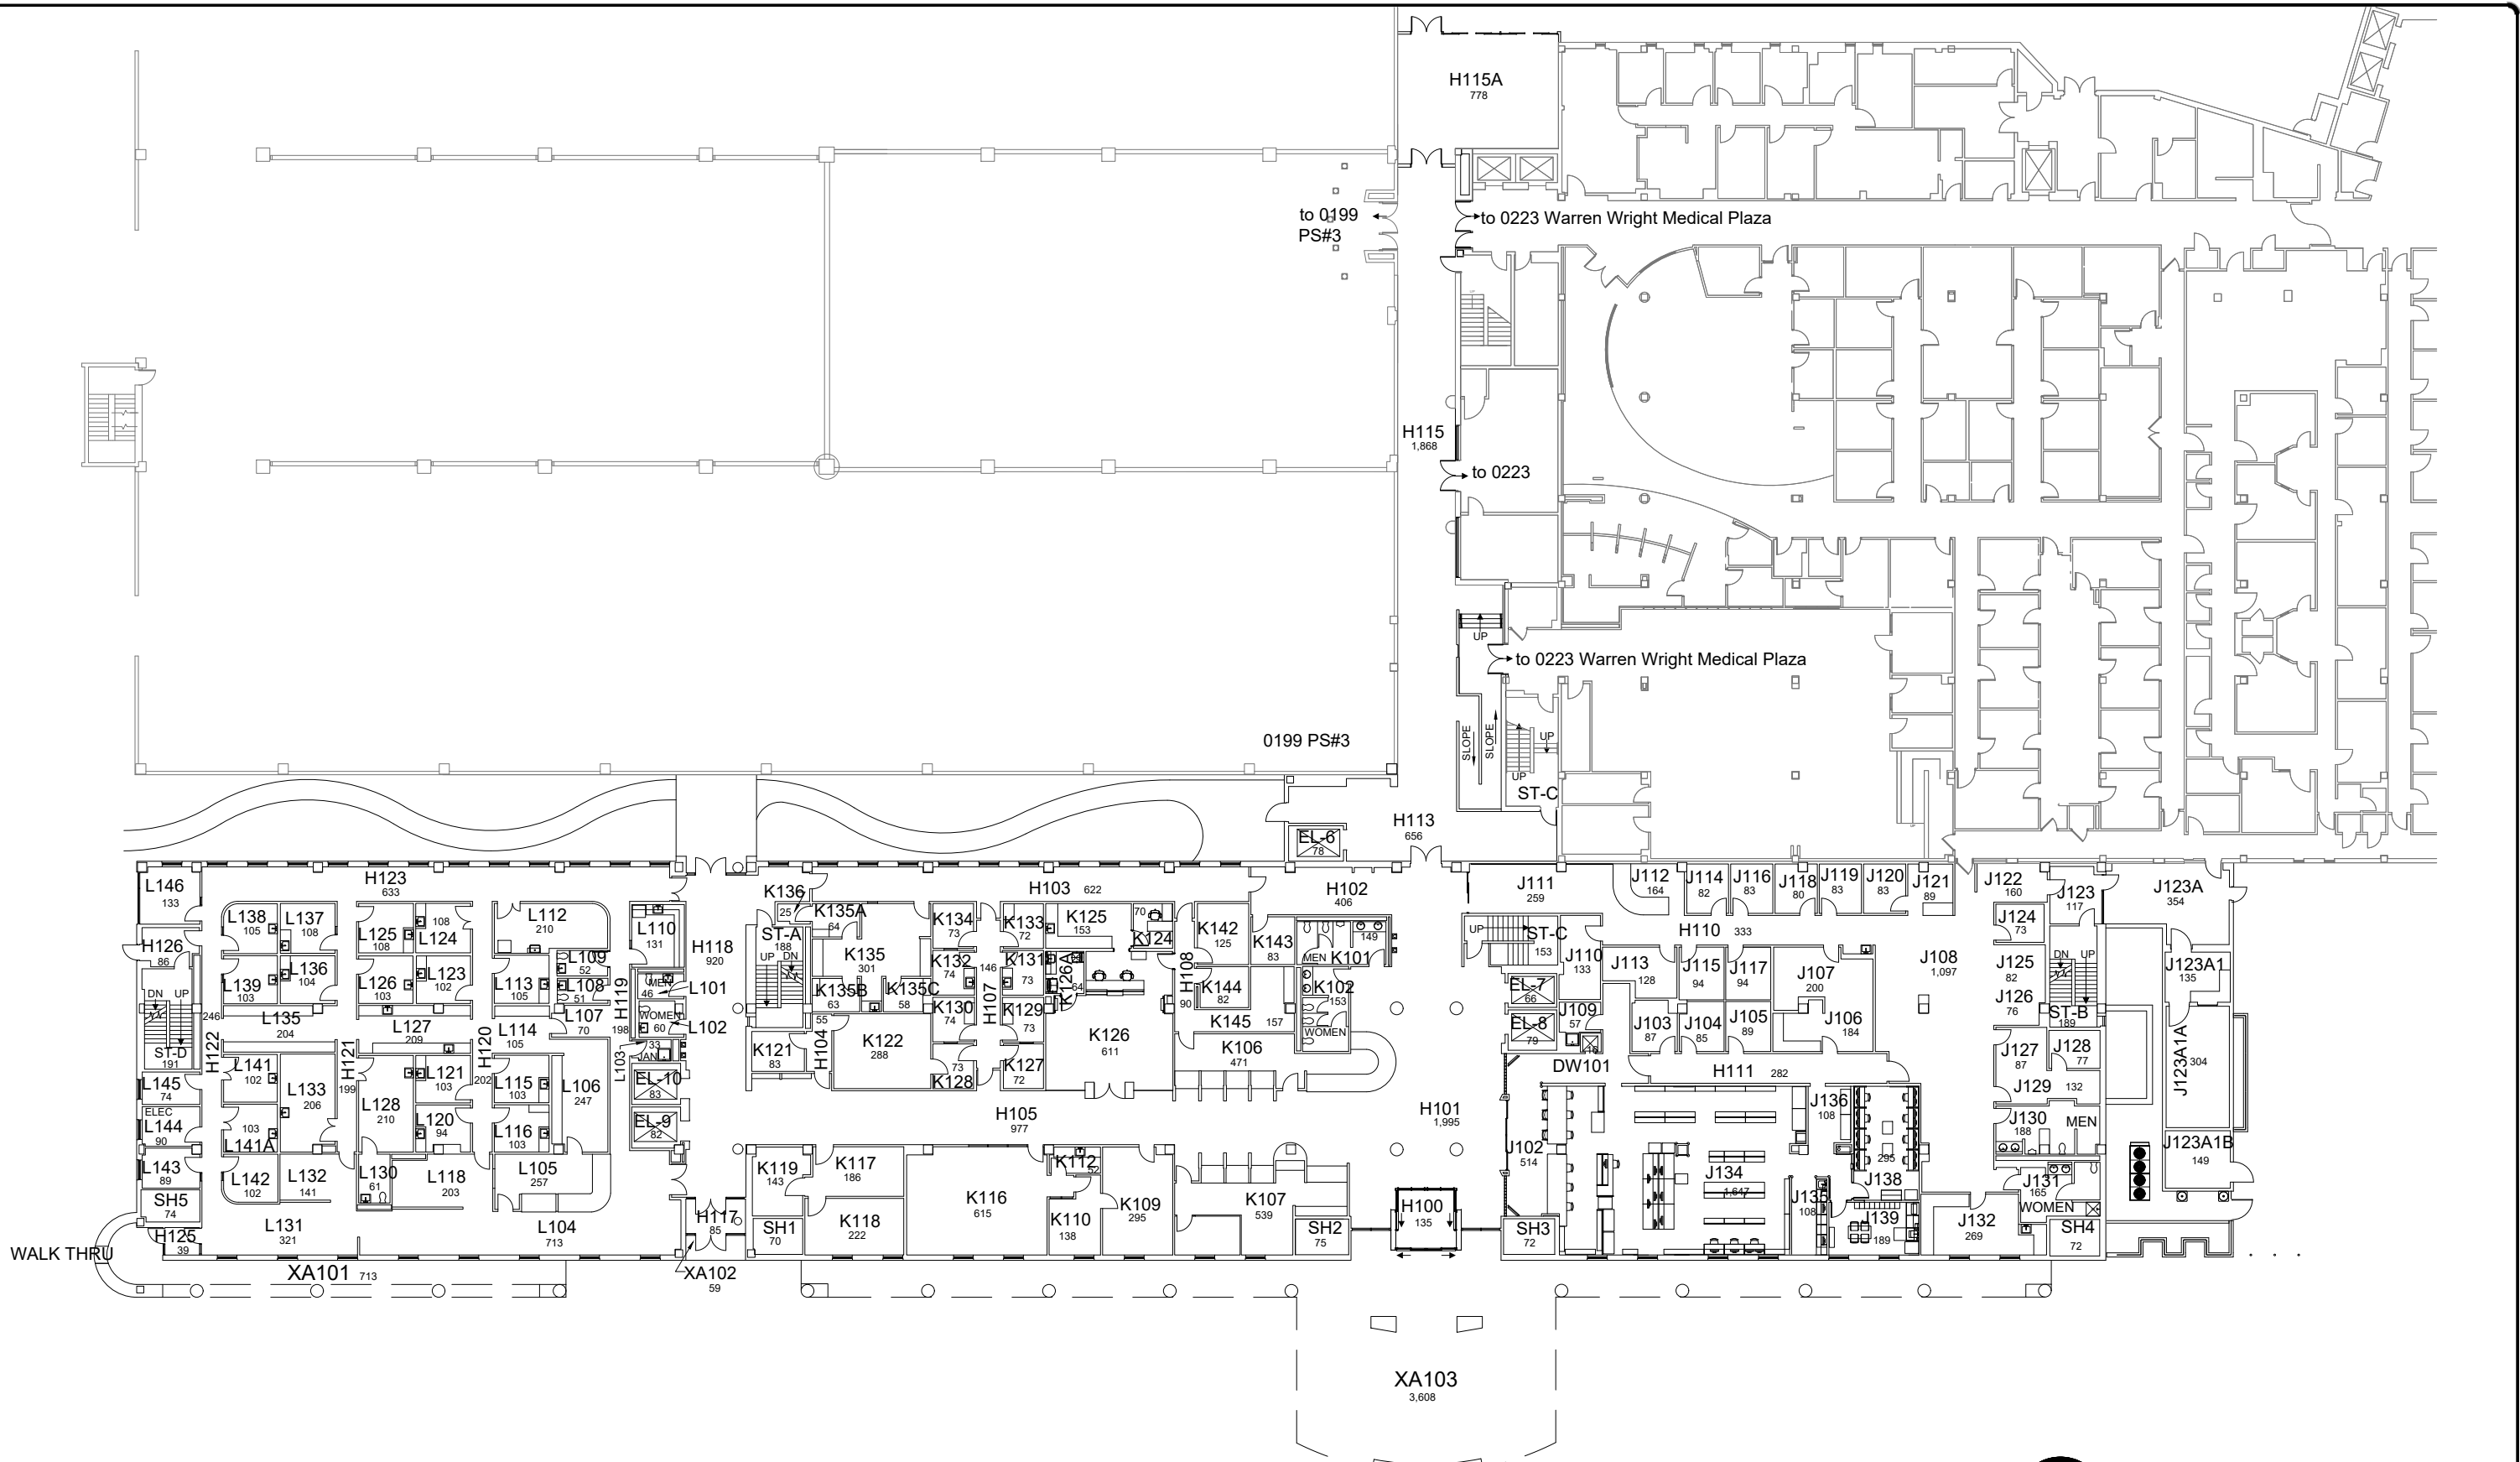 H115A
778
to 0199
PS#3
to 0223 Warren Wright Medical Plaza
H115
1,868
to 0223
UP
to 0223 Warren Wright Medical Plaza
SLOPE
SLOPE
UP
UP
ST-C
0199 PS#3
H113
656
EL-6
78
L146
133
H123
633
L138
105
L137
108
L125
108
108
L124
L112
210
L110
131
H118
920
H126
86
L139
103
L136
104
L126
103
L123
102
L113
105
L109
52
L108
51
H119
198
MEN
46
L101
WOMEN
60
L102
33
JAN
L103
DN
UP
ST-D
191
246
H122
L135
204
L127
209
L114
105
L107
70
L145
74
ELEC
L144
90
L141
102
103
L141A
L133
206
H121
199
L128
210
L121
103
L120
94
H120
202
L115
103
L116
103
L106
247
EL-10
83
EL-9
82
L143
89
SH5
74
L142
102
L132
141
L130
61
L118
203
L105
257
H125
39
L131
321
L104
713
WALK THRU
XA101 713
XA102
59
H117
85
K136
25
K135A
64
H103 622
ST-A
188
UP
DN
K135
301
K135B
63
K135C
58
K134
73
K133
72
K125
153
70
K124
K132
74
146
K131
73
K126A
64
K130
74
H107
K129
73
55
H104
K121
83
K122
288
73
K128
K127
72
K126
611
H108
90
K142
125
K143
83
K144
82
K145 157
K106
471
H102
406
149
MEN
K101
K102
153
WOMEN
H105
977
H101
1,995
K119
143
K117
186
K116
615
K112
52
K109
295
K107
539
SH1
70
K118
222
K110
138
SH2
75
H100
135
XA103
3,608
J111
259
J112
164
J114
82
J116
83
J118
80
J119
83
J120
83
J121
89
J122
160
J123
117
J123A
354
UP
ST-C
153
J110
133
H110 333
J124
73
J113
128
J115
94
J117
94
J107
200
J108
1,097
J125
82
J126
76
DN
UP
ST-B
189
J123A1
135
EL-7
66
EL-8
79
J109
57
16
DW101
J103
87
J104
85
J105
89
J106
184
J127
87
J128
77
J129 132
J123A1A
304
H111 282
J136
108
J130
188
MEN
J123A1B
149
J102
514
J134
1,647
J135
108
295
J138
J139
189
J132
269
J131
165
WOMEN
SH3
72
SH4
72